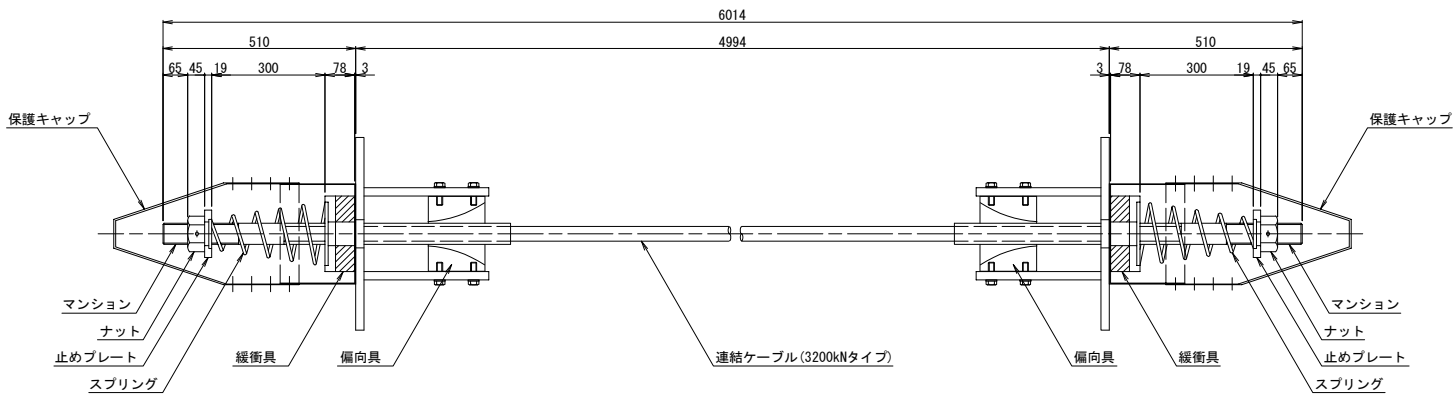 6014
510
4994
510
65
45
19
300
78
3
3
78
300
19
45
65
保護キャップ
保護キャップ
マンション
ナット
止めプレート
スプリング
緩衝具
偏向具
連結ケーブル(3200kNタイプ)
偏向具
緩衝具
マンション
ナット
止めプレート
スプリング